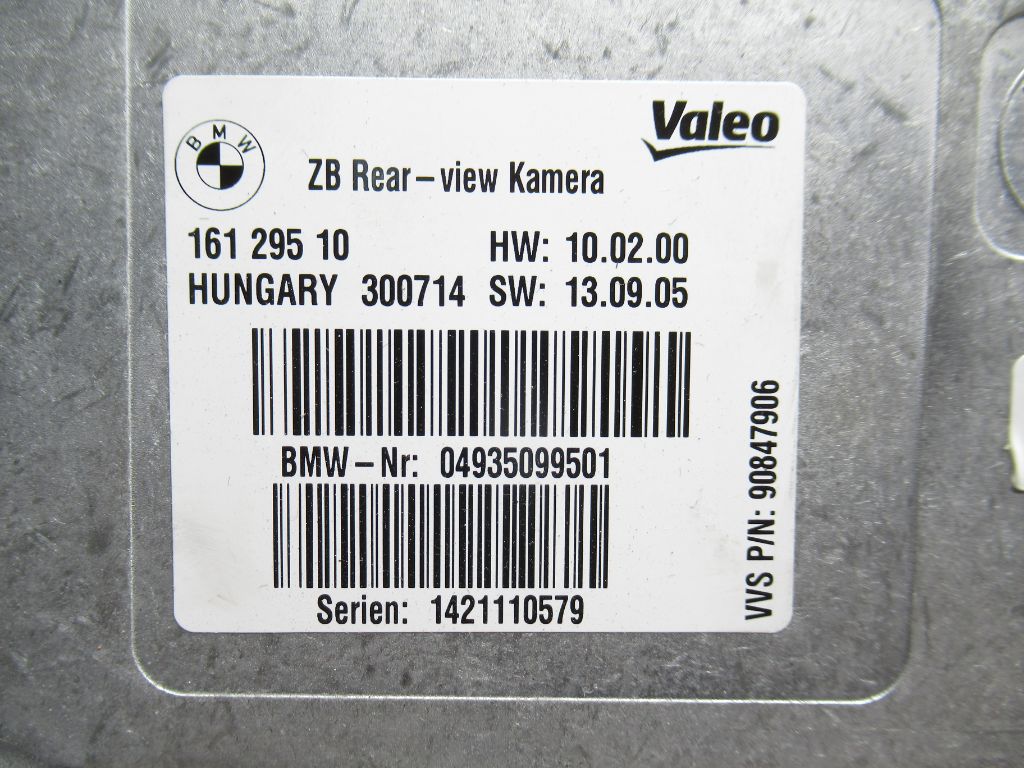 BMW
Valeo
ZB Rear-view Kamera
161 295 10 HW: 10.02.00
HUNGARY 300714 SW: 13.09.05
BMW-Nr: 04935099501
Serien: 1421110579
VVS P/N: 90847906